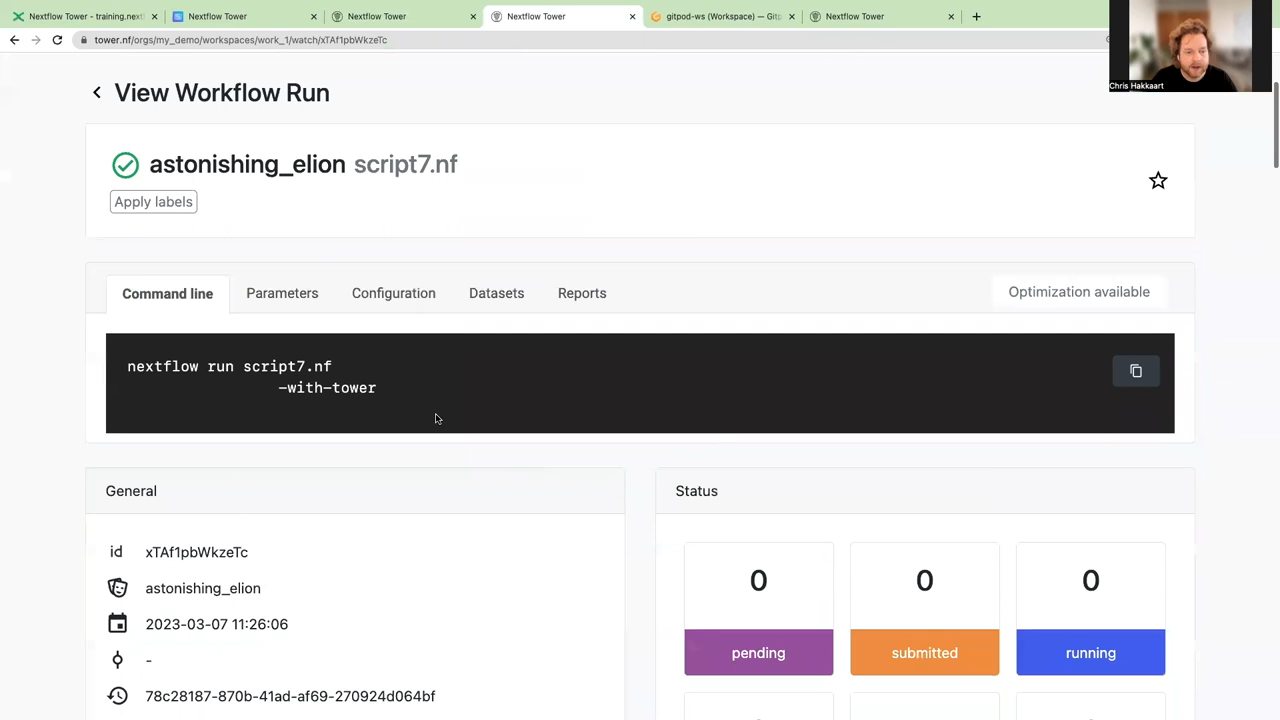 Nextflow Tower - training.nextf
Nextflow Tower
Nextflow Tower
Nextflow Tower
gitpod-ws (Workspace) — Gitp
Nextflow Tower
tower.nf/orgs/my_demo/workspaces/work_1/watch/xTAf1pbWkzeTc
Chris Hakkaart
View Workflow Run
astonishing_elion script7.nf
Apply labels
Command line
Parameters
Configuration
Datasets
Reports
Optimization available
nextflow run script7.nf
-with-tower
General
id xTAf1pbWkzeTc
astonishing_elion
2023-03-07 11:26:06
-
78c28187-870b-41ad-af69-270924d064bf
Status
0
pending
0
submitted
0
running